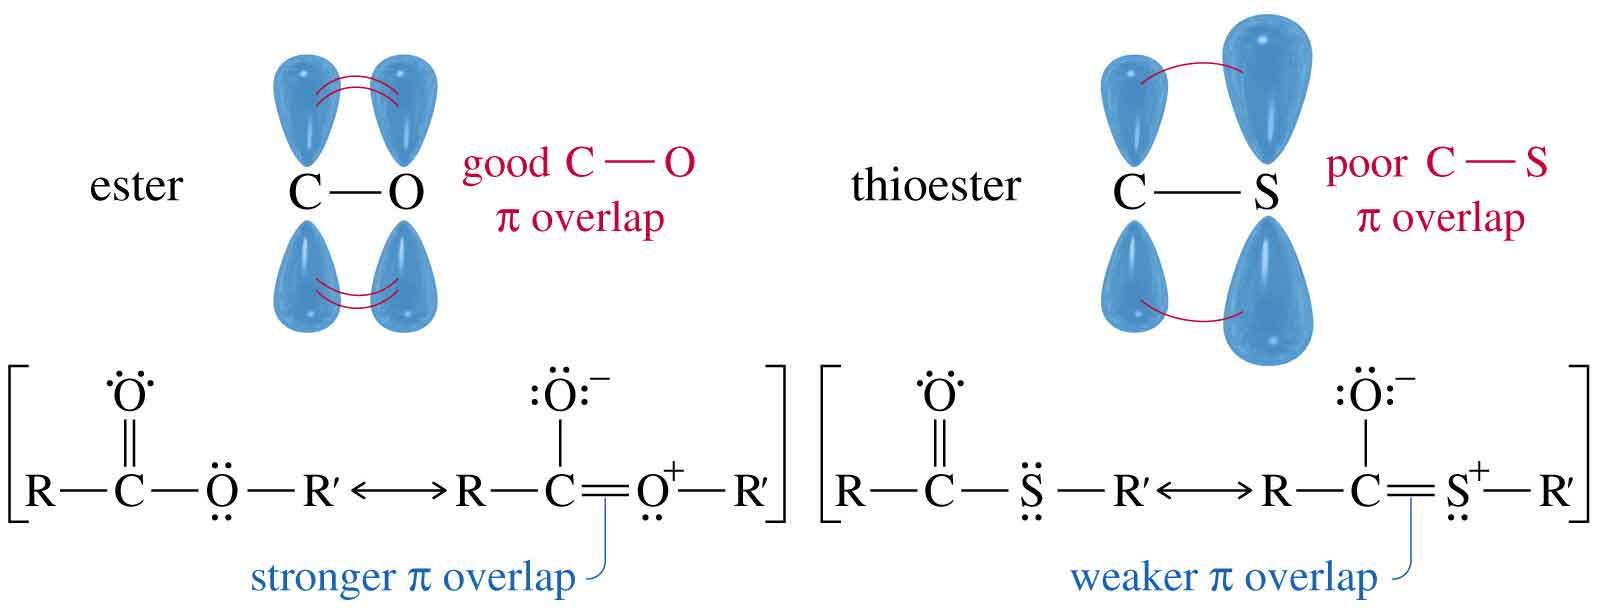 ester
C — O
good C — O
π overlap
thioester
C — S
poor C — S
π overlap
O
R — C — O — R′ ⟷ R — C = O⁺ — R′
O⁻
stronger π overlap
O
R — C — S — R′ ⟷ R — C = S⁺ — R′
O⁻
weaker π overlap